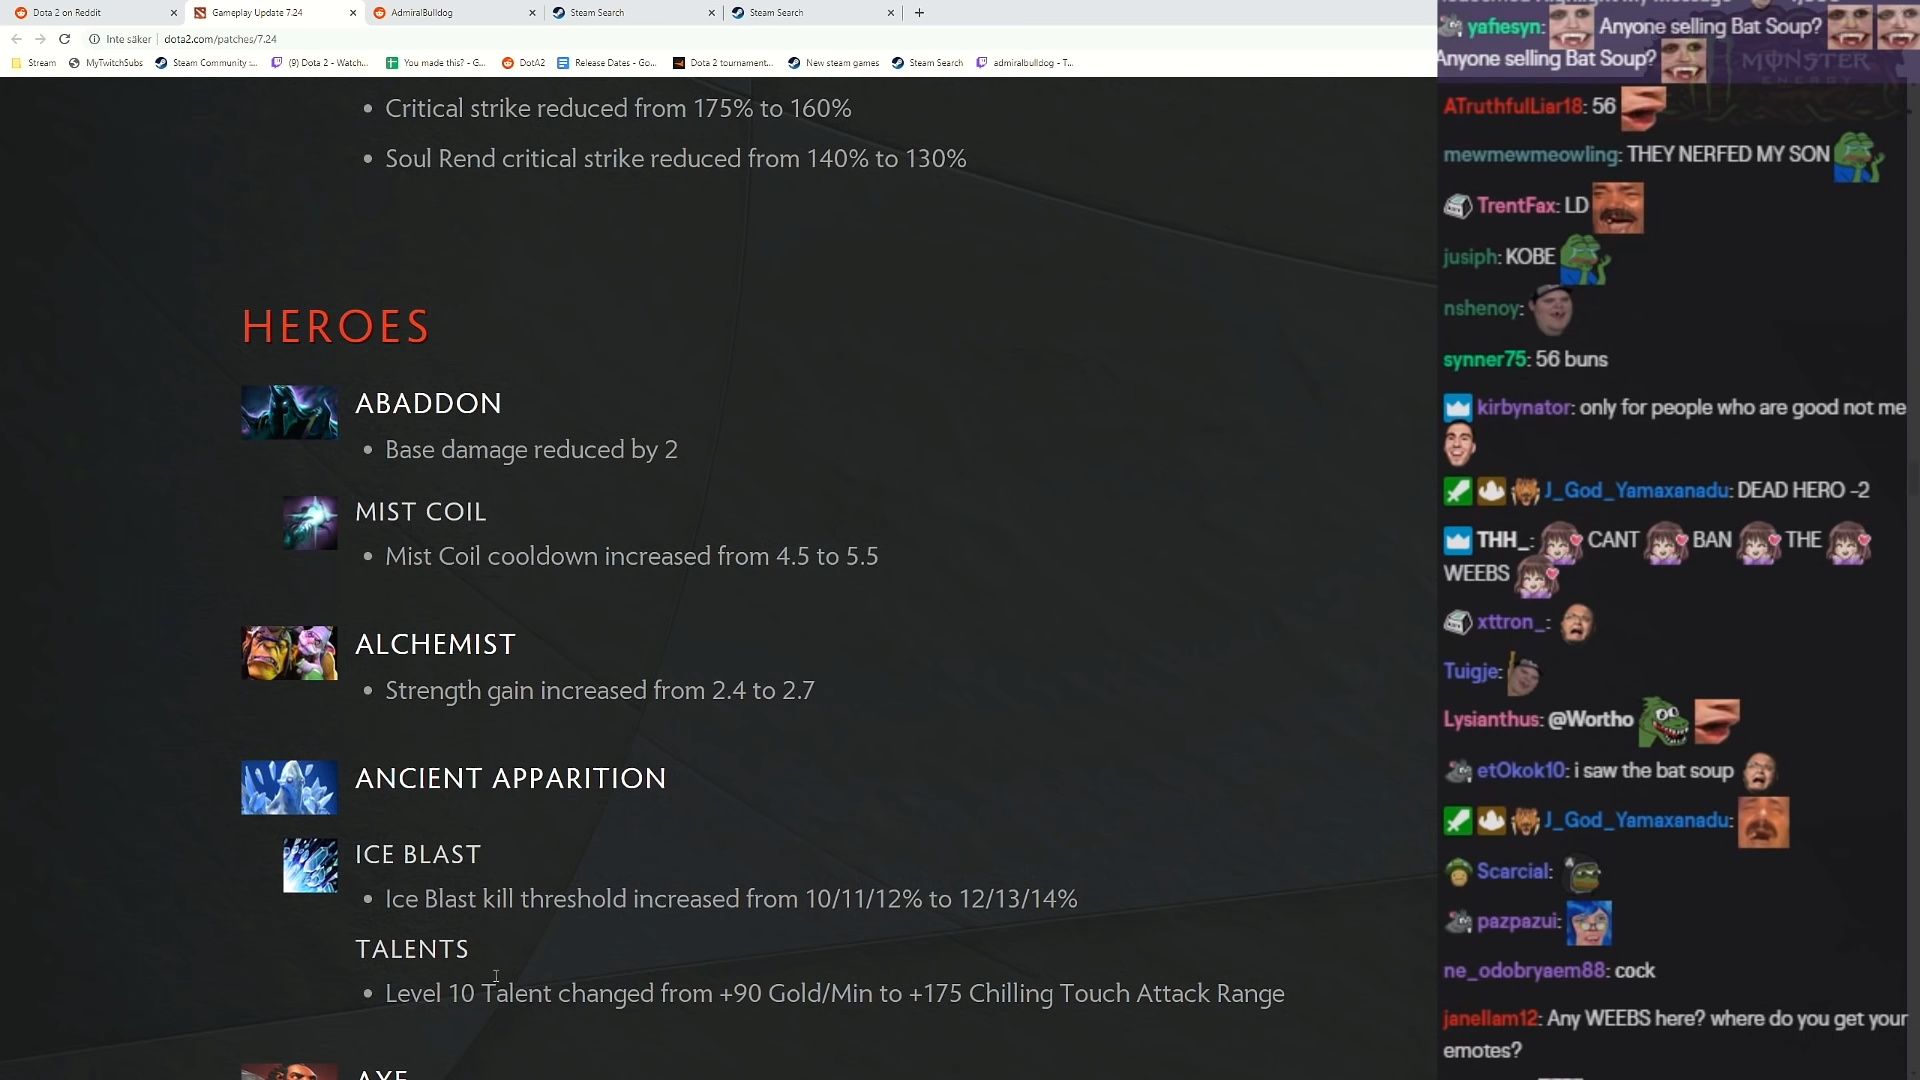 Dota 2 on Reddit
Gameplay Update 7.24
AdmiralBulldog
Steam Search
Steam Search
Inte säker
dota2.com/patches/7.24
Stream
MyTwitchSubs
Steam Community :...
(9) Dota 2 - Watch...
You made this? - G...
DotA2
Release Dates - Go...
Dota 2 tournament...
New steam games
Steam Search
admiralbulldog - T...
Critical strike reduced from 175% to 160%
Soul Rend critical strike reduced from 140% to 130%
HEROES
ABADDON
Base damage reduced by 2
MIST COIL
Mist Coil cooldown increased from 4.5 to 5.5
ALCHEMIST
Strength gain increased from 2.4 to 2.7
ANCIENT APPARITION
ICE BLAST
Ice Blast kill threshold increased from 10/11/12% to 12/13/14%
TALENTS
Level 10 Talent changed from +90 Gold/Min to +175 Chilling Touch Attack Range
AXE
yafiesyn: Anyone selling Bat Soup?
Anyone selling Bat Soup?
MONSTER
ENERGY
ATruthfulLiar18: 56
mewmewmeowling: THEY NERFED MY SON
TrentFax: LD
jusiph: KOBE
nshenoy:
synner75: 56 buns
kirbynator: only for people who are good not me
J_God_Yamaxanadu: DEAD HERO -2
THH_: CANT BAN THE
WEEBS
xttron_:
Tuigje:
Lysianthus: @Wortho
etOkok10: i saw the bat soup
J_God_Yamaxanadu:
Scarcial:
pazpazui:
ne_odobryaem88: cock
janellam12: Any WEEBS here? where do you get your
emotes?